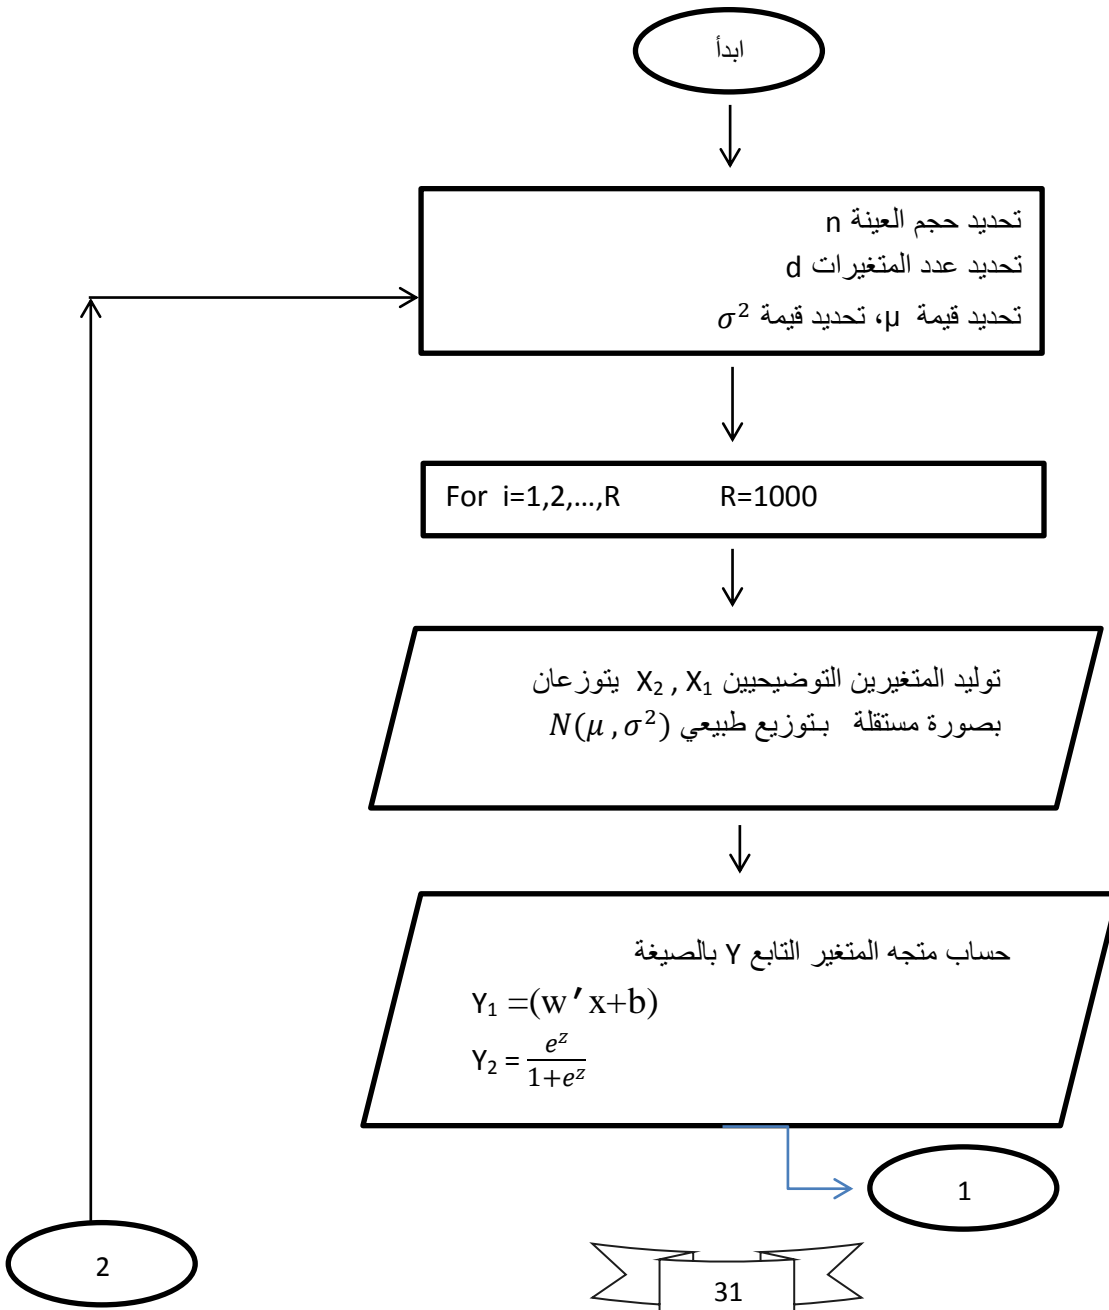 ابدأ
تحديد حجم العينة n
تحديد عدد المتغيرات d
تحديد قيمة μ، تحديد قيمة σ²
For i=1,2,...,R R=1000
توليد المتغيرين التوضيحيين X₂ , X₁ يتوزعان
بصورة مستقلة بتوزيع طبيعي N(μ , σ²)
حساب متجه المتغير التابع Y بالصيغة
Y₁ =(w′x+b)
Y₂ = e^z / 1+e^z
1
2
31